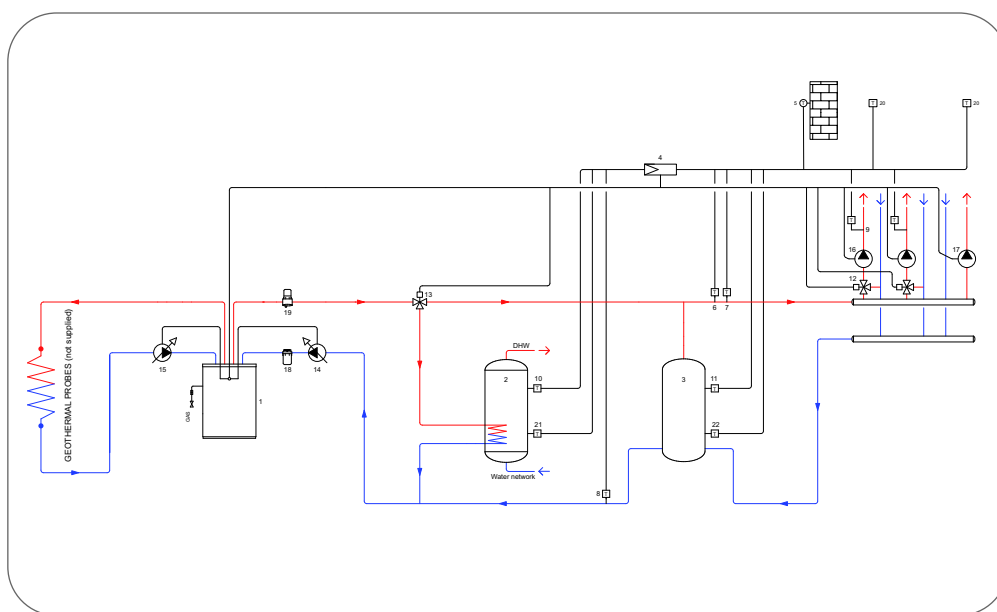 4
5
T
T
20
T
20
T
T
9
16
17
12
13
19
T
T
6
7
GEOTHERMAL PROBES (not supplied)
15
18
14
DHW
2
10
T
3
11
T
GAS
1
21
T
22
T
Water network
8
T